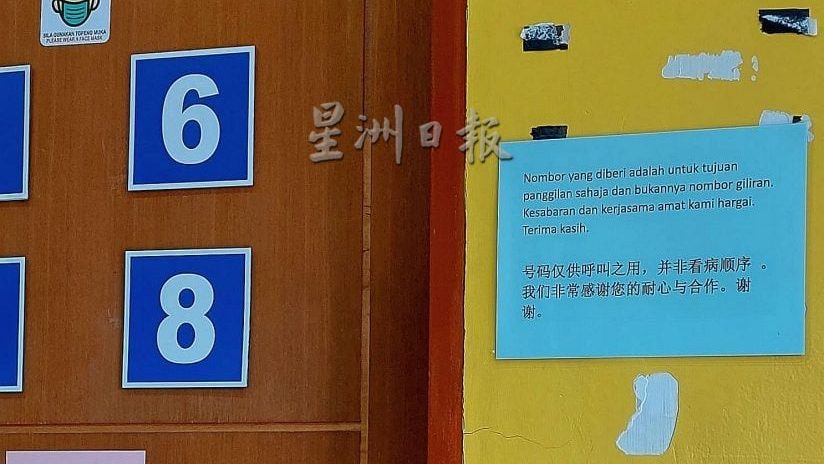 SILA GUNAKAN TOPENG MUKA
PLEASE WEAR A FACE MASK
6
8
星洲日報
Nombor yang diberi adalah untuk tujuan
panggilan sahaja dan bukannya nombor giliran.
Kesabaran dan kerjasama amat kami hargai.
Terima kasih.
号码仅供呼叫之用，并非看病顺序 。
我们非常感谢您的耐心与合作。谢
谢。